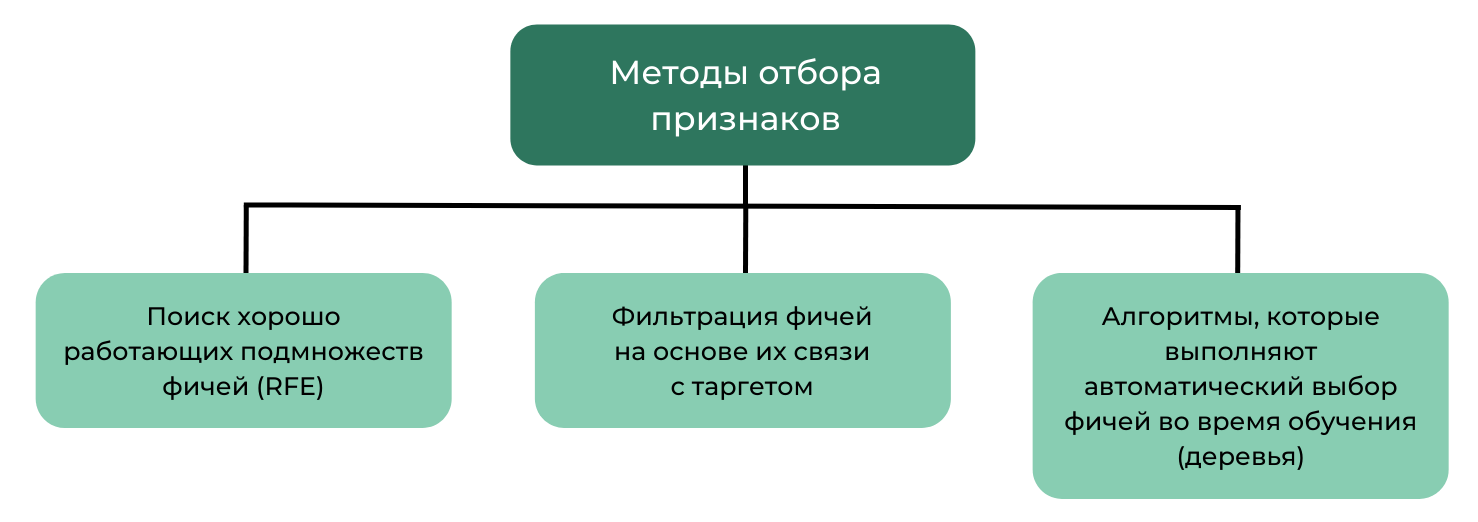 Методы отбора
признаков
Поиск хорошо
работающих подмножеств
фичей (RFE)
Фильтрация фичей
на основе их связи
с таргетом
Алгоритмы, которые
выполняют
автоматический выбор
фичей во время обучения
(деревья)